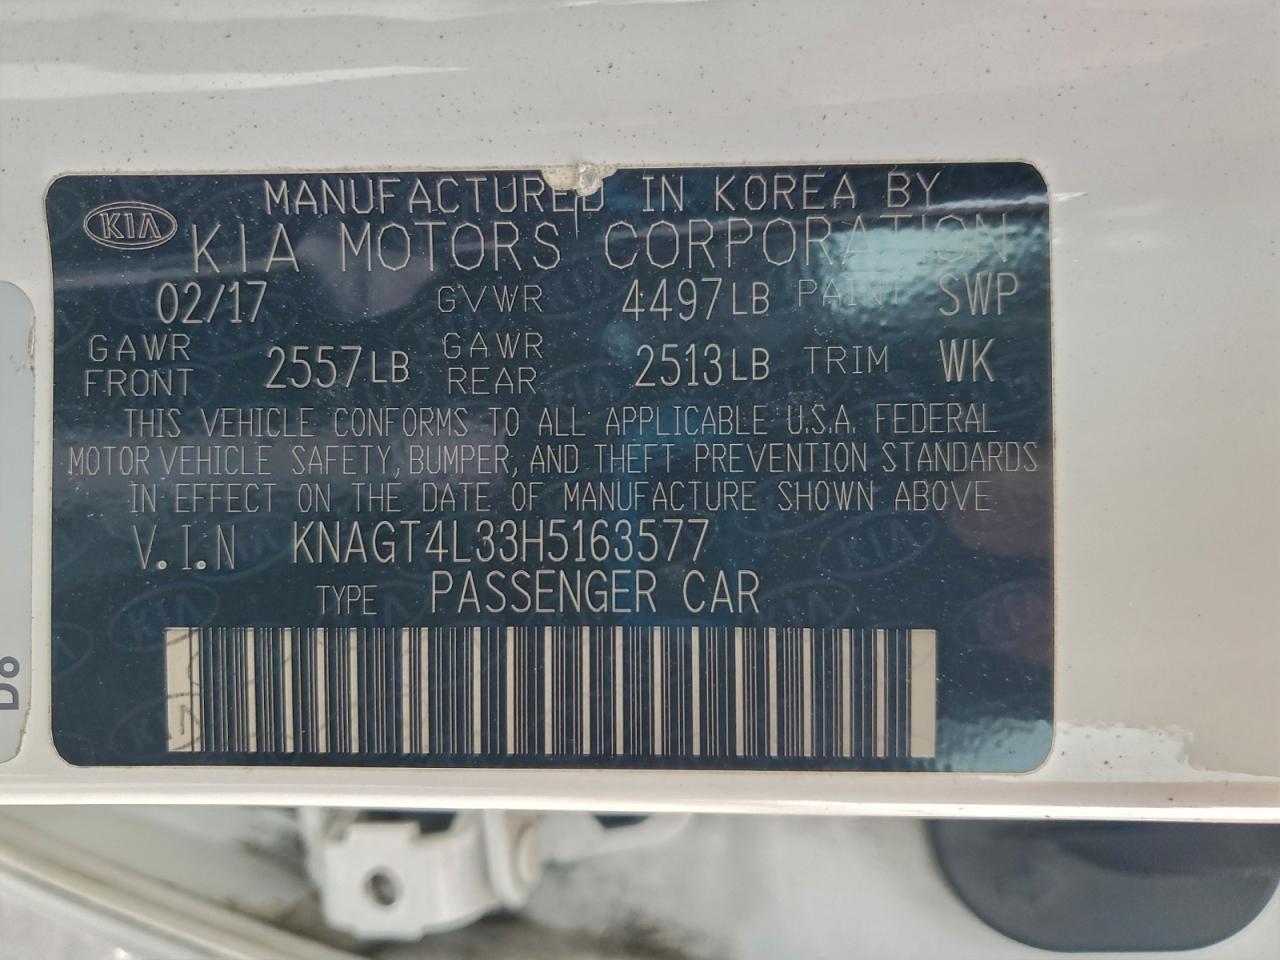 MANUFACTURED IN KOREA BY
KIA
KIA MOTORS CORPORATION
02/17 GVWR 4497LB PAINT SWP
GAWR FRONT 2557LB GAWR REAR 2513LB TRIM WK
THIS VEHICLE CONFORMS TO ALL APPLICABLE U.S.A. FEDERAL
MOTOR VEHICLE SAFETY, BUMPER, AND THEFT PREVENTION STANDARDS
IN EFFECT ON THE DATE OF MANUFACTURE SHOWN ABOVE
V.I.N KNAGT4L33H5163577
TYPE PASSENGER CAR